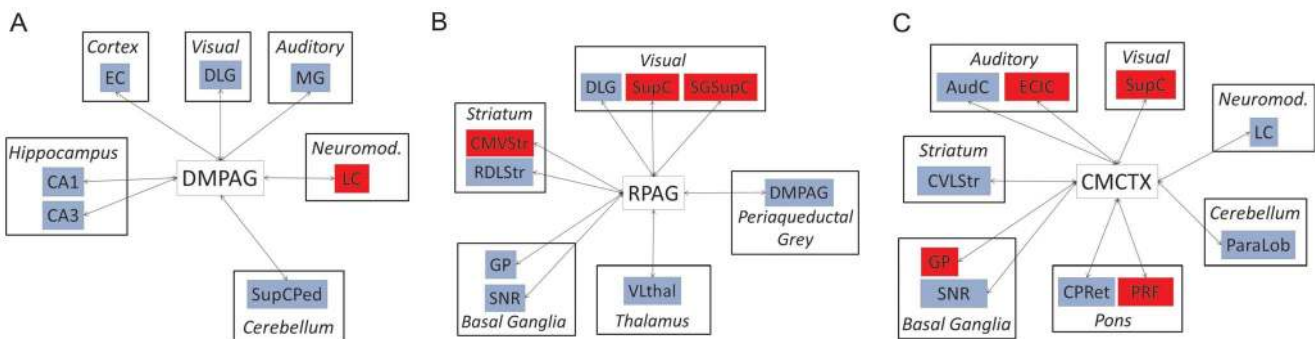 A
Cortex
EC
Visual
DLG
Auditory
MG
Hippocampus
CA1
CA3
DMPAG
Neuromod.
LC
SupCPed
Cerebellum
B
Visual
DLG SupC SGSupC
Striatum
CMVStr
RDLStr
RPAG
DMPAG
Periaqueductal
Grey
GP
SNR
Basal Ganglia
VLthal
Thalamus
C
Auditory
AudC ECIC
Visual
SupC
Neuromod.
LC
Striatum
CVLStr
CMCTX
Cerebellum
ParaLob
GP
SNR
Basal Ganglia
CPRet PRF
Pons